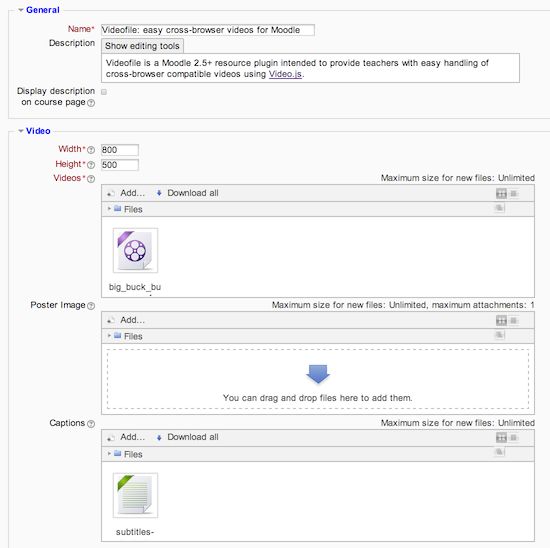 General
Name*
Videofile: easy cross-browser videos for Moodle
Description
Show editing tools
Videofile is a Moodle 2.5+ resource plugin intended to provide teachers with easy handling of
cross-browser compatible videos using Video.js.
Display description
on course page
Video
Width*
800
Height*
500
Videos*
Maximum size for new files: Unlimited
Add...
Download all
Files
big_buck_bu
Poster Image
Maximum size for new files: Unlimited, maximum attachments: 1
Add...
Files
You can drag and drop files here to add them.
Captions
Maximum size for new files: Unlimited
Add...
Download all
Files
subtitles-